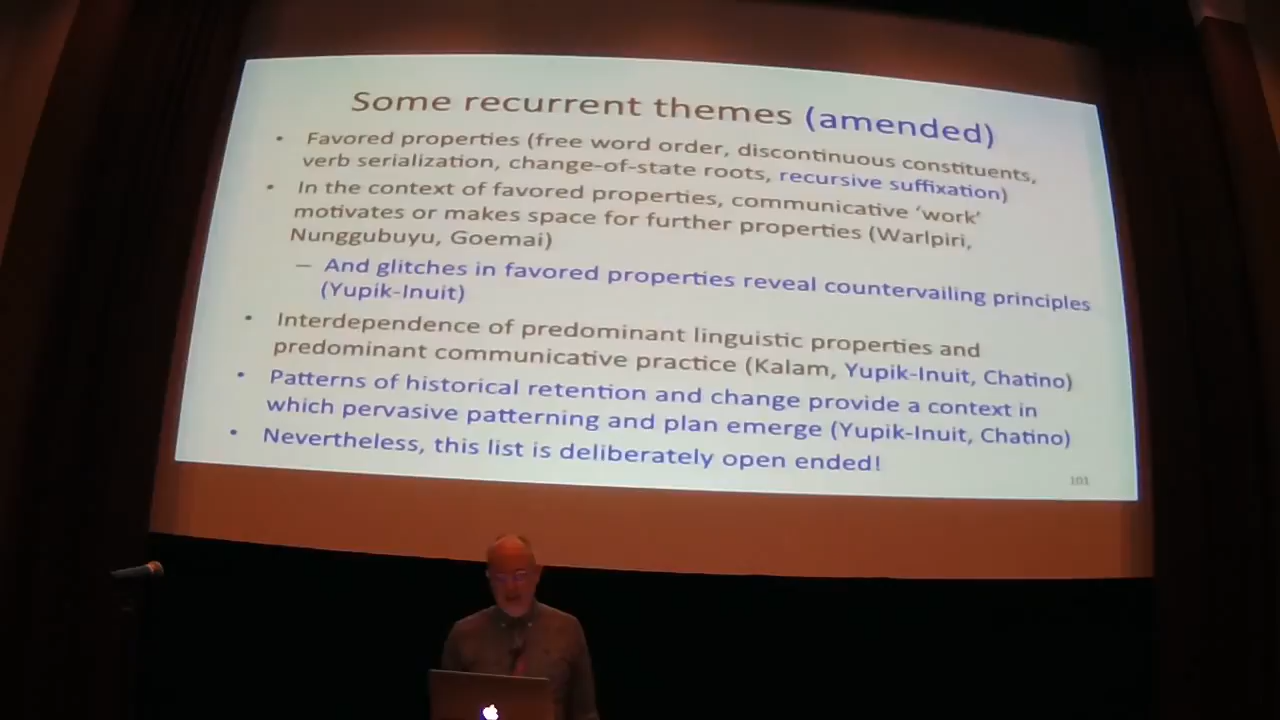 Some recurrent themes (amended)
• Favored properties (free word order, discontinuous constituents,
verb serialization, change-of-state roots, recursive suffixation)
• In the context of favored properties, communicative ‘work’
motivates or makes space for further properties (Warlpiri,
Nunggubuyu, Goemai)
– And glitches in favored properties reveal countervailing principles
(Yupik-Inuit)
• Interdependence of predominant linguistic properties and
predominant communicative practice (Kalam, Yupik-Inuit, Chatino)
• Patterns of historical retention and change provide a context in
which pervasive patterning and plan emerge (Yupik-Inuit, Chatino)
• Nevertheless, this list is deliberately open ended!
101